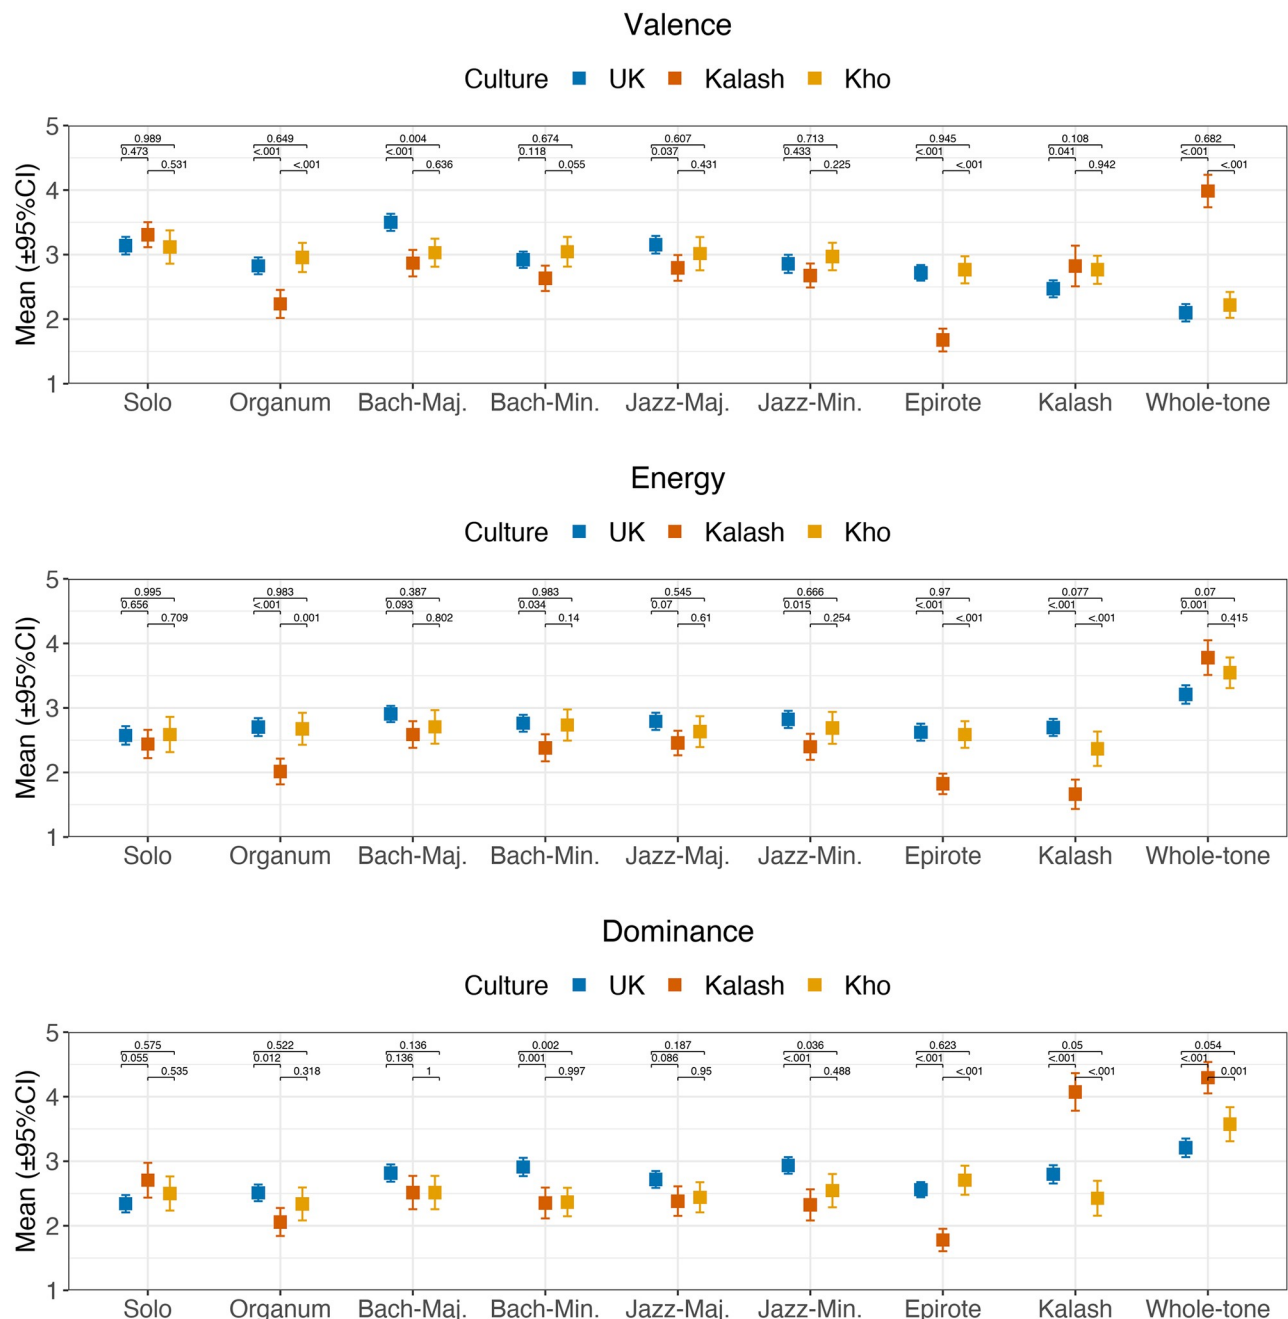 Valence
Culture UK Kalash Kho
5
0.989 0.649 0.004 0.674 0.607 0.713 0.945 0.108 0.682
0.473 <.001 <.001 0.118 0.037 0.433 <.001 0.041 <.001
0.531 <.001 0.636 0.055 0.431 0.225 <.001 0.942 <.001
4
3
2
1
Mean (±95%CI)
Solo Organum Bach-Maj. Bach-Min. Jazz-Maj. Jazz-Min. Epirote Kalash Whole-tone
Energy
Culture UK Kalash Kho
5
0.995 0.983 0.387 0.983 0.545 0.666 0.97 0.077 0.07
0.656 <.001 0.093 0.034 0.07 0.015 <.001 <.001 0.001
0.709 0.001 0.802 0.14 0.61 0.254 <.001 <.001 0.415
4
3
2
1
Mean (±95%CI)
Solo Organum Bach-Maj. Bach-Min. Jazz-Maj. Jazz-Min. Epirote Kalash Whole-tone
Dominance
Culture UK Kalash Kho
5
0.575 0.522 0.136 0.002 0.187 0.036 0.623 0.05 0.054
0.055 0.012 0.136 0.001 0.086 <.001 <.001 <.001 <.001
0.535 0.318 1 0.997 0.95 0.488 <.001 <.001 0.001
4
3
2
1
Mean (±95%CI)
Solo Organum Bach-Maj. Bach-Min. Jazz-Maj. Jazz-Min. Epirote Kalash Whole-tone